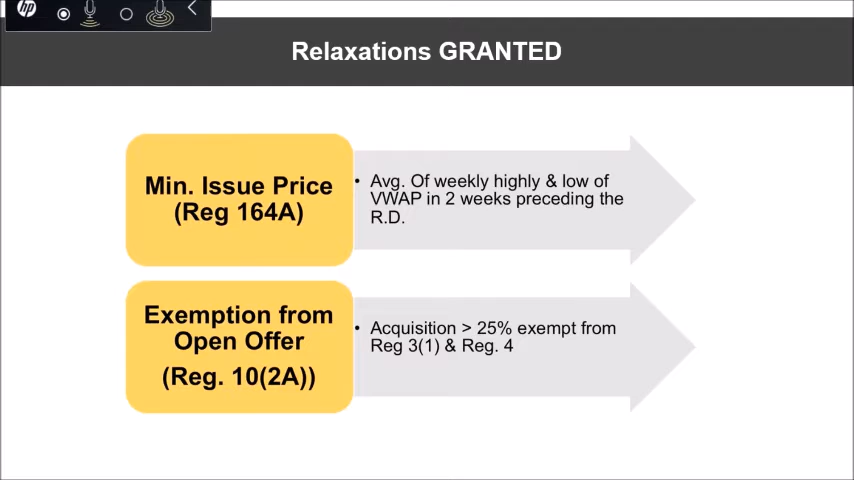 hp
Relaxations GRANTED
Min. Issue Price
(Reg 164A)
• Avg. Of weekly highly & low of
VWAP in 2 weeks preceding the
R.D.
Exemption from
Open Offer
(Reg. 10(2A))
• Acquisition > 25% exempt from
Reg 3(1) & Reg. 4